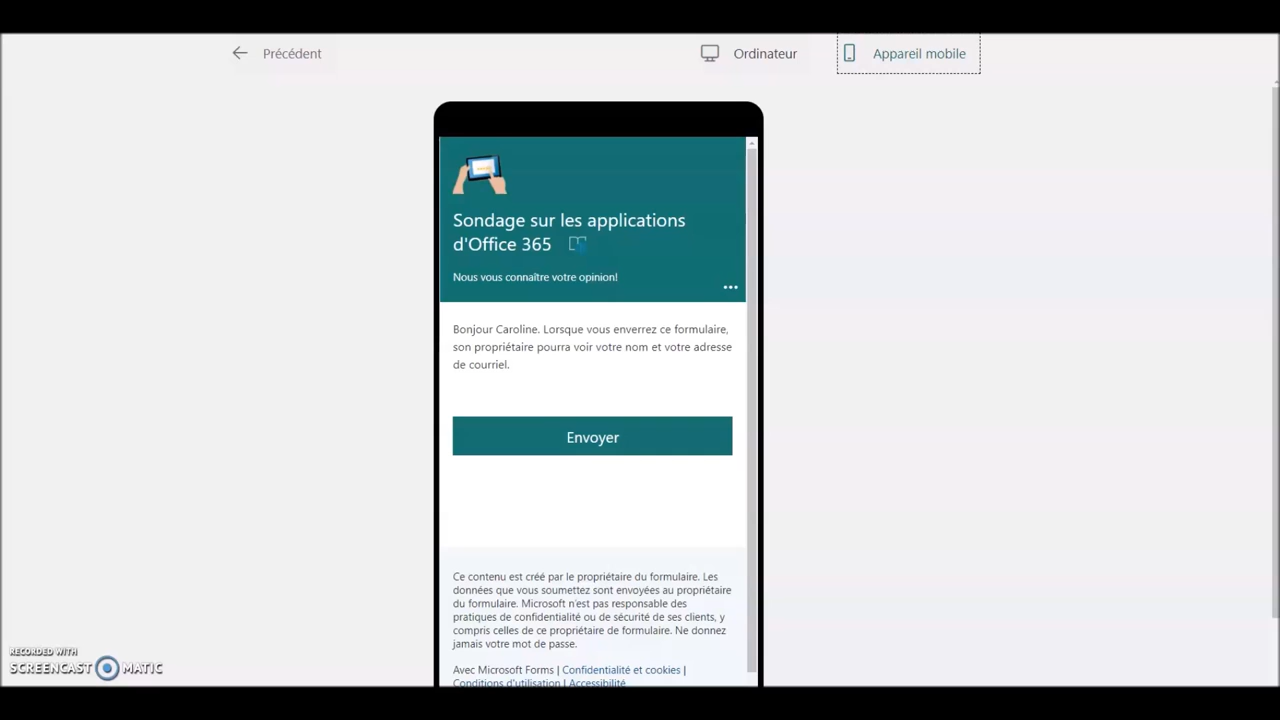 Précédent
Ordinateur
Appareil mobile
Sondage sur les applications
d'Office 365
Nous vous connaître votre opinion!
Bonjour Caroline. Lorsque vous enverrez ce formulaire,
son propriétaire pourra voir votre nom et votre adresse
de courriel.
Envoyer
Ce contenu est créé par le propriétaire du formulaire. Les
données que vous soumettez sont envoyées au propriétaire
du formulaire. Microsoft n'est pas responsable des
pratiques de confidentialité ou de sécurité de ses clients, y
compris celles de ce propriétaire de formulaire. Ne donnez
jamais votre mot de passe.
Avec Microsoft Forms | Confidentialité et cookies |
Conditions d'utilisation | Accessibilité
RECORDED WITH
SCREENCAST MATIC